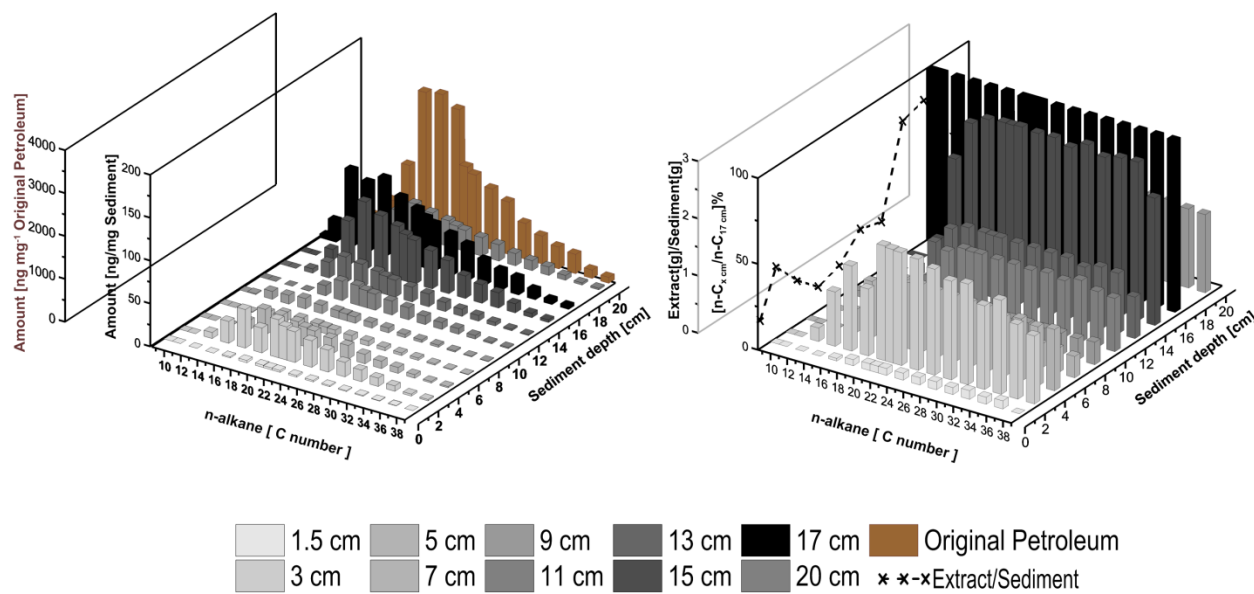 4000
3000
2000
1000
0
Amount [ng mg⁻¹ Original Petroleum]
200
150
100
50
0
Amount [ng/mg Sediment]
10 12 14 16 18 20 22 24 26 28 30 32 34 36 38
n-alkane [ C number ]
0 2 4 6 8 10 12 14 16 18 20
Sediment depth [cm]
3
2
1
0
Extract[g]/Sediment[g]
100
50
0
[n-Cₓ cm/n-C₁₇ cm]%
10 12 14 16 18 20 22 24 26 28 30 32 34 36 38
n-alkane [ C number ]
0 2 4 6 8 10 12 14 16 18 20
Sediment depth [cm]
1.5 cm 5 cm 9 cm 13 cm 17 cm Original Petroleum
3 cm 7 cm 11 cm 15 cm 20 cm Extract/Sediment